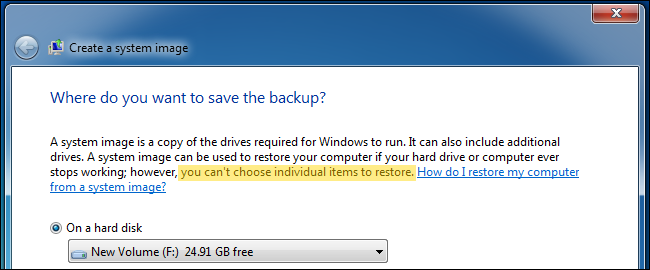 Create a system image
Where do you want to save the backup?
A system image is a copy of the drives required for Windows to run. It can also include additional
drives. A system image can be used to restore your computer if your hard drive or computer ever
stops working; however, you can't choose individual items to restore. How do I restore my computer
from a system image?
On a hard disk
New Volume (F:)  24.91 GB free